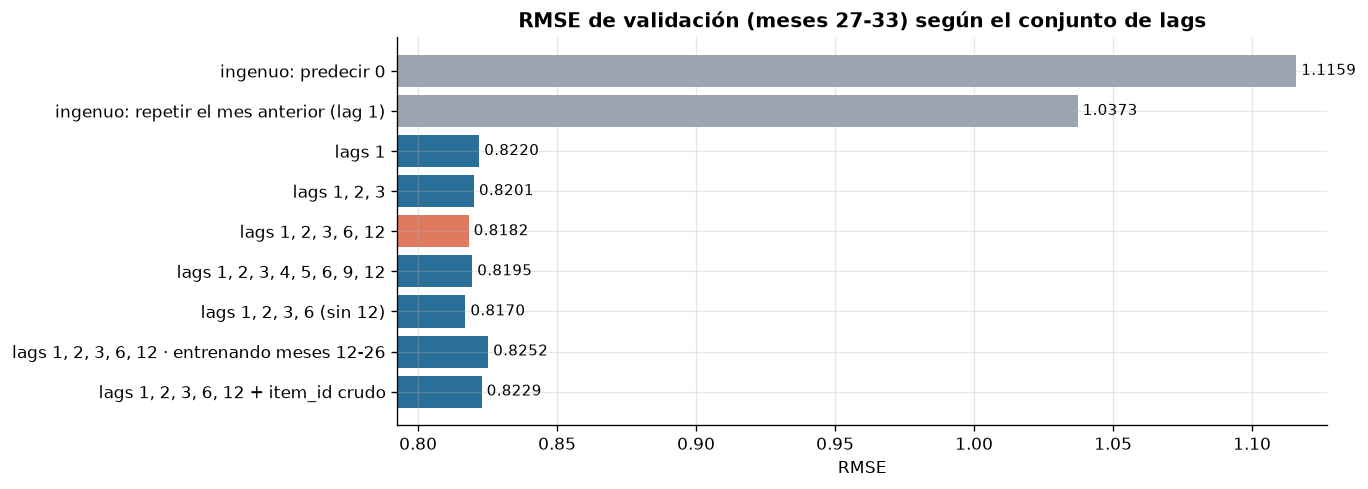 RMSE de validación (meses 27-33) según el conjunto de lags
ingenuo: predecir 0 1.1159
ingenuo: repetir el mes anterior (lag 1) 1.0373
lags 1 0.8220
lags 1, 2, 3 0.8201
lags 1, 2, 3, 6, 12 0.8182
lags 1, 2, 3, 4, 5, 6, 9, 12 0.8195
lags 1, 2, 3, 6 (sin 12) 0.8170
lags 1, 2, 3, 6, 12 · entrenando meses 12-26 0.8252
lags 1, 2, 3, 6, 12 + item_id crudo 0.8229
0.80 0.85 0.90 0.95 1.00 1.05 1.10
RMSE